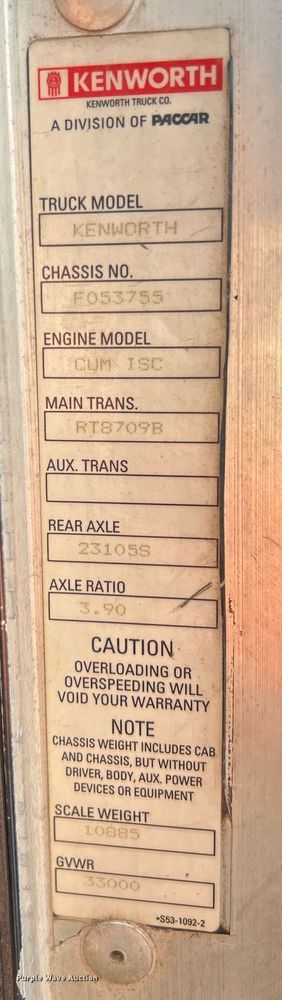 KENWORTH
KENWORTH TRUCK CO.
A DIVISION OF PACCAR
TRUCK MODEL
KENWORTH
CHASSIS NO.
F053755
ENGINE MODEL
CUM ISC
MAIN TRANS.
RT8709B
AUX. TRANS
REAR AXLE
23105S
AXLE RATIO
3.90
CAUTION
OVERLOADING OR
OVERSPEEDING WILL
VOID YOUR WARRANTY
NOTE
CHASSIS WEIGHT INCLUDES CAB
AND CHASSIS, BUT WITHOUT
DRIVER, BODY, AUX. POWER
DEVICES OR EQUIPMENT
SCALE WEIGHT
10885
GVWR
33000
*S53-1092-2
Purple Wave Auction